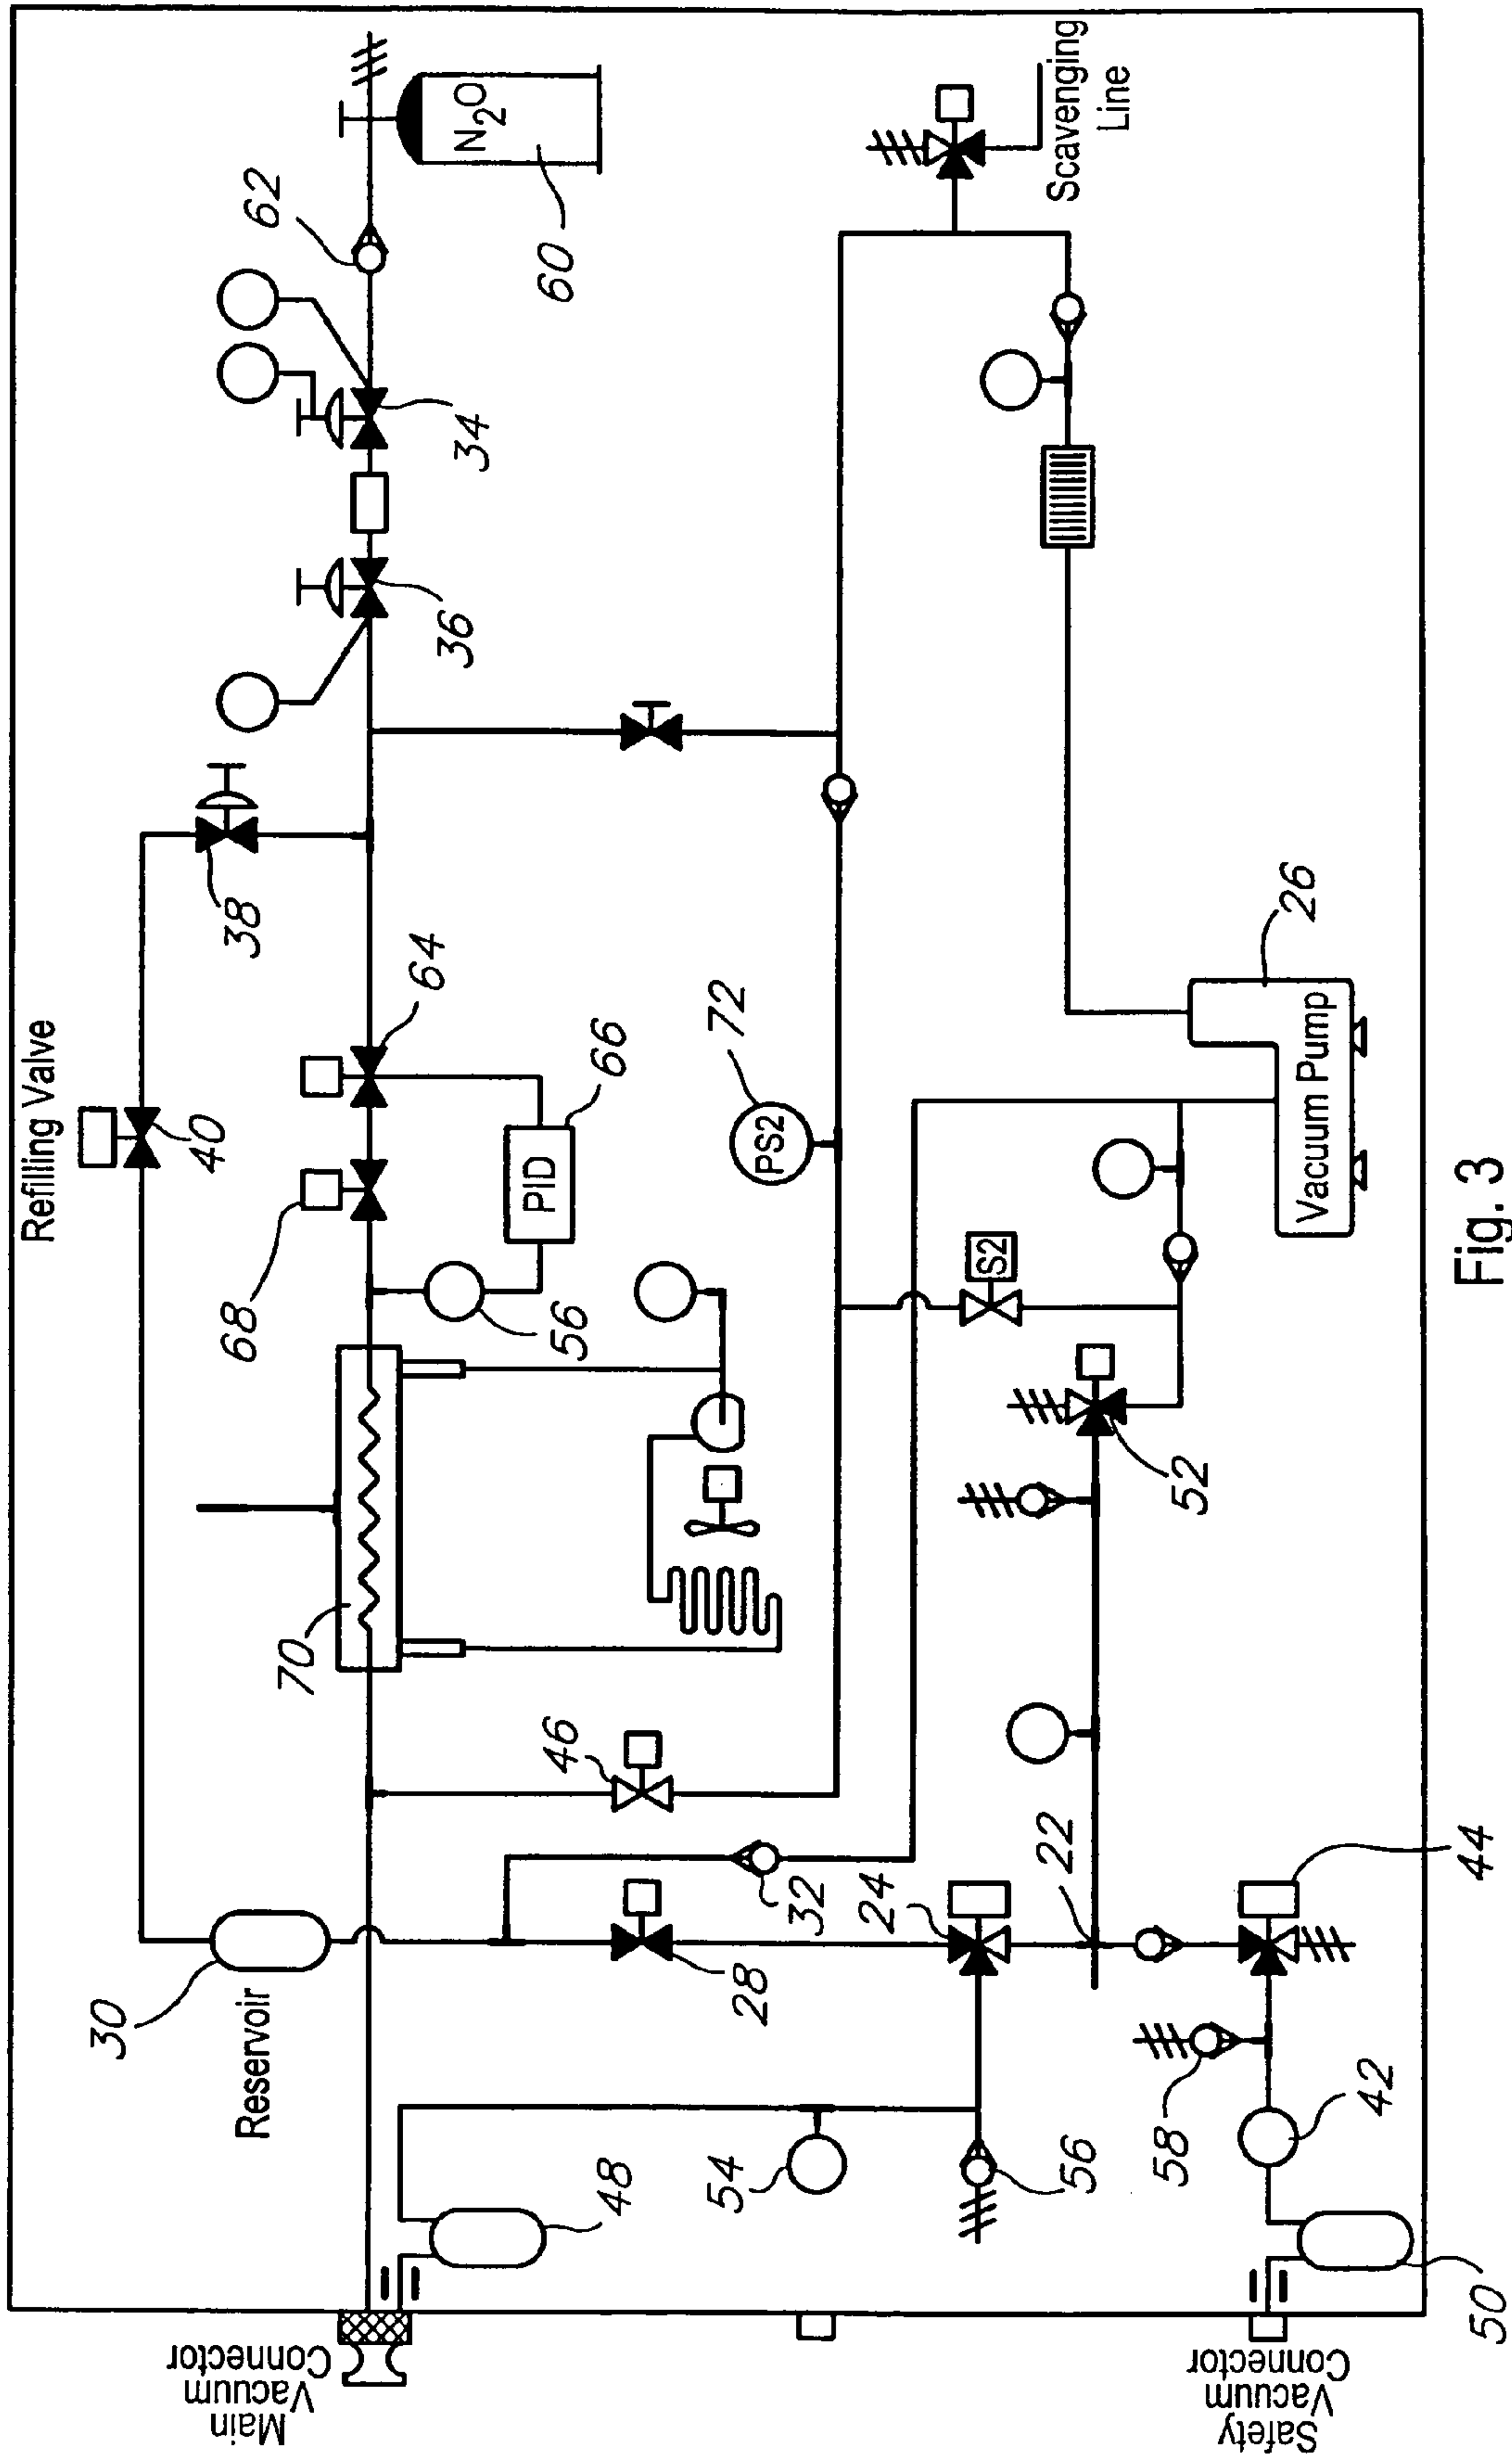 Refilling Valve
40
38
62
N2O
60
34
36
64
68
PID
66
56
70
30
Reservoir
46
72
PS2
Scavenging
Line
26
Vacuum Pump
S2
52
32
28
24
22
44
Main
Vacuum
Connector
48
54
56
58
42
50
Safety
Vacuum
Connector
Fig. 3